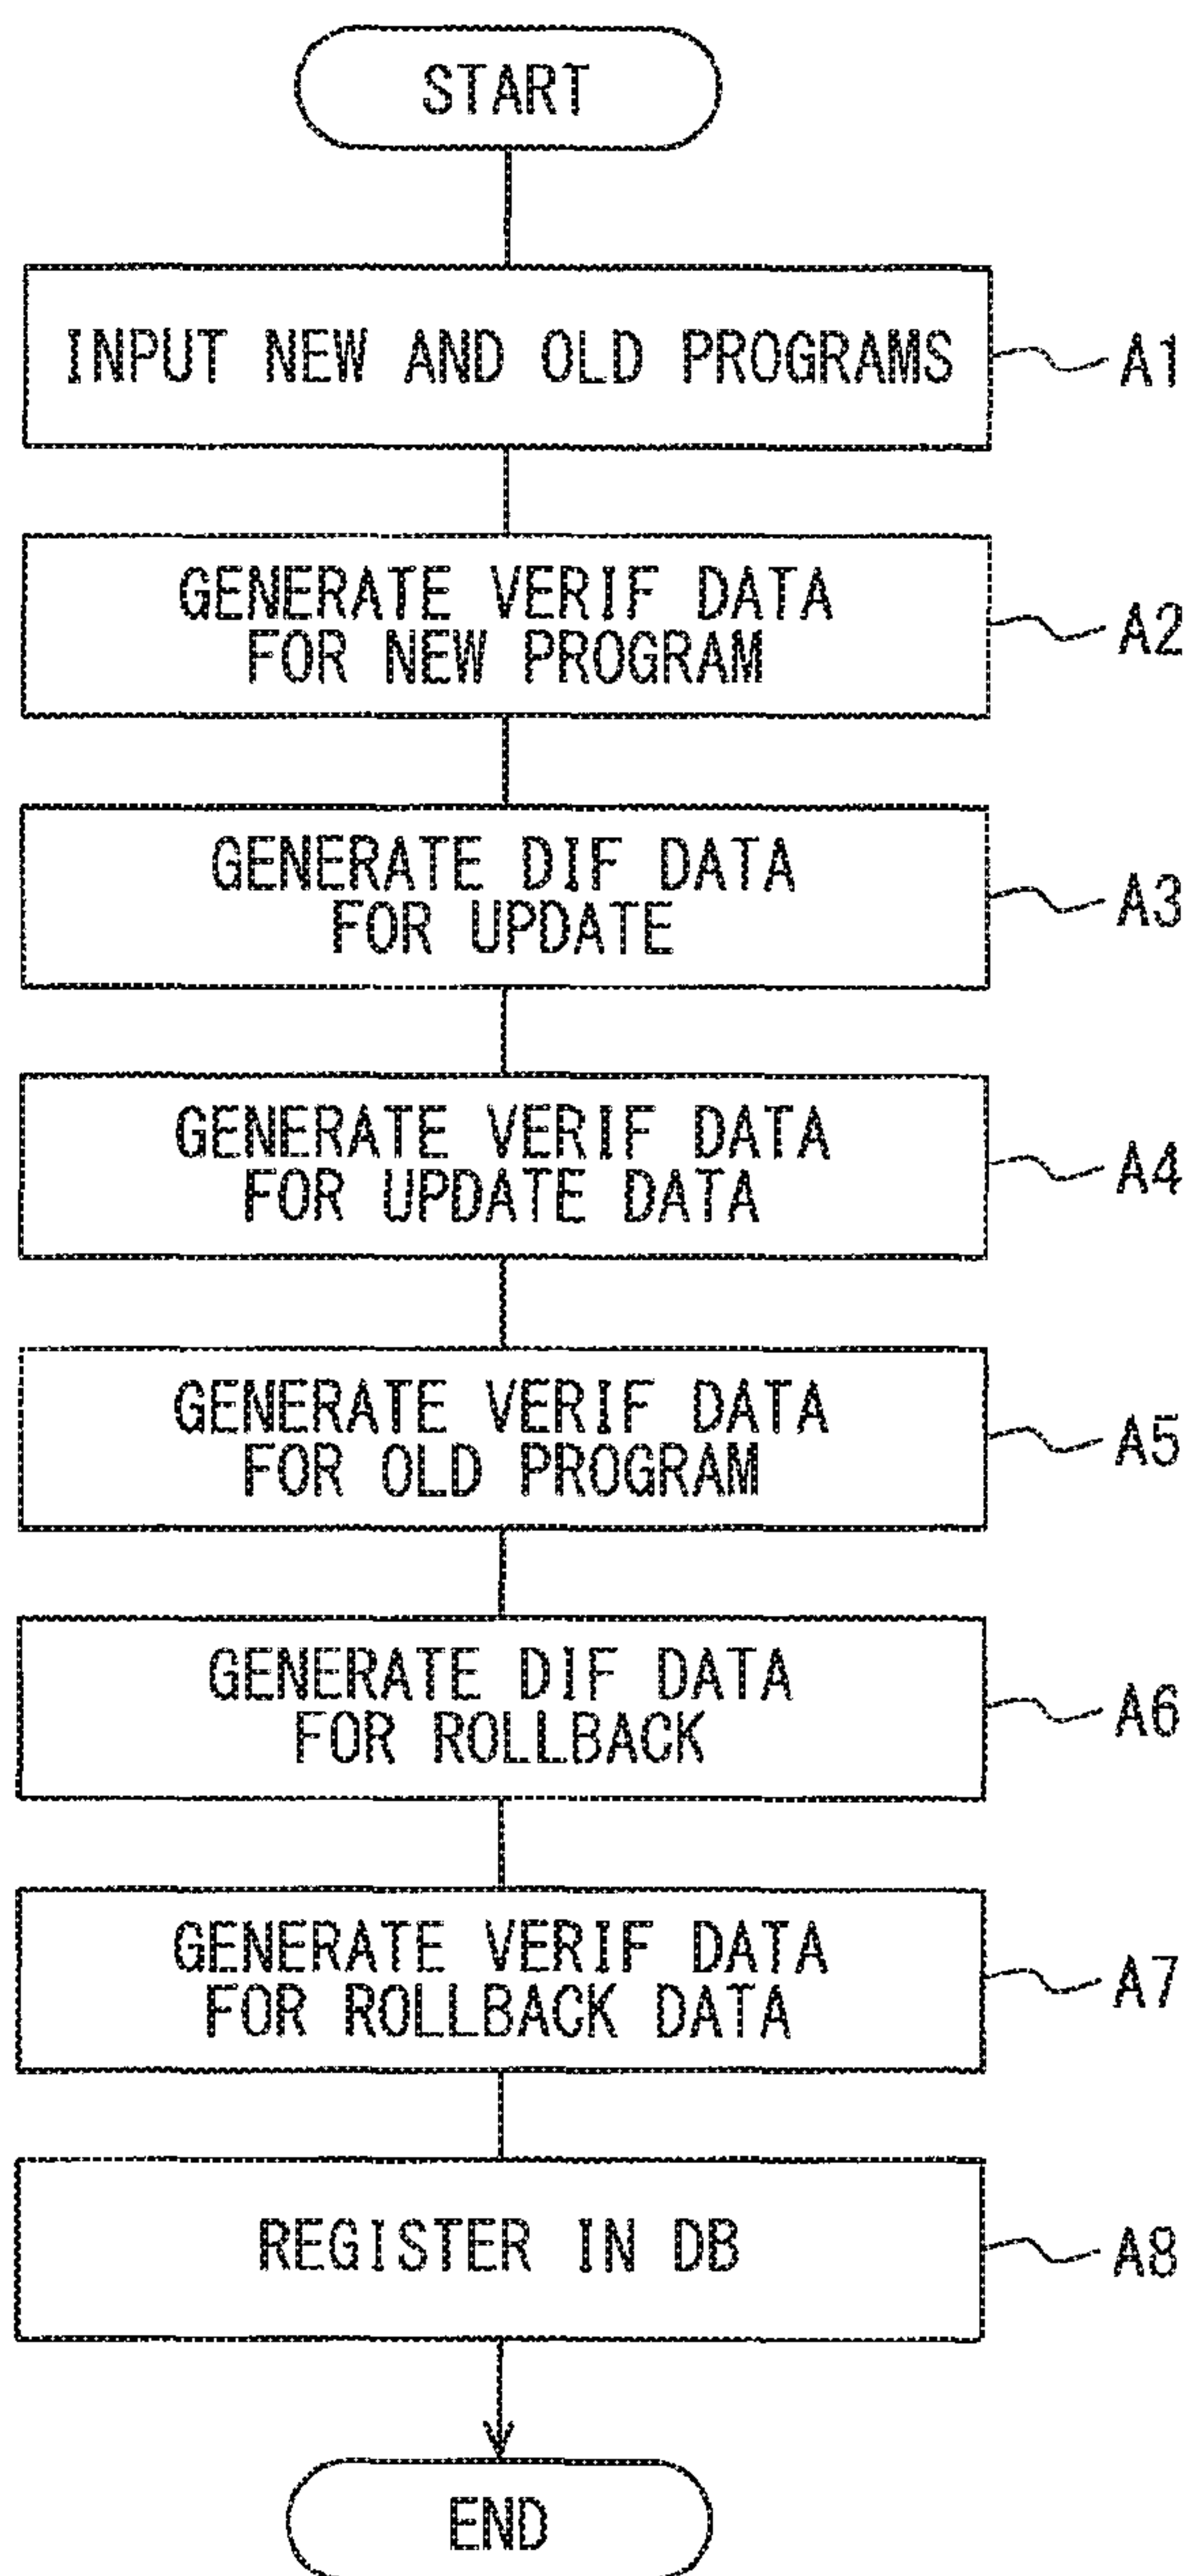 START
INPUT NEW AND OLD PROGRAMS
A1
GENERATE VERIF DATA
FOR NEW PROGRAM
A2
GENERATE DIF DATA
FOR UPDATE
A3
GENERATE VERIF DATA
FOR UPDATE DATA
A4
GENERATE VERIF DATA
FOR OLD PROGRAM
A5
GENERATE DIF DATA
FOR ROLLBACK
A6
GENERATE VERIF DATA
FOR ROLLBACK DATA
A7
REGISTER IN DB
A8
END